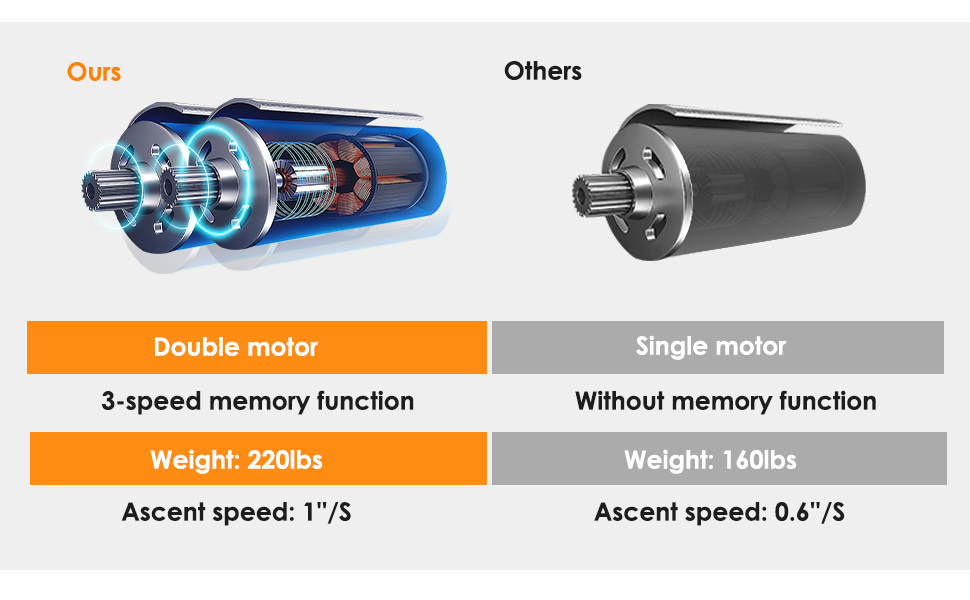 Ours
Others
Double motor
Single motor
3-speed memory function
Without memory function
Weight: 220lbs
Weight: 160lbs
Ascent speed: 1"/S
Ascent speed: 0.6"/S